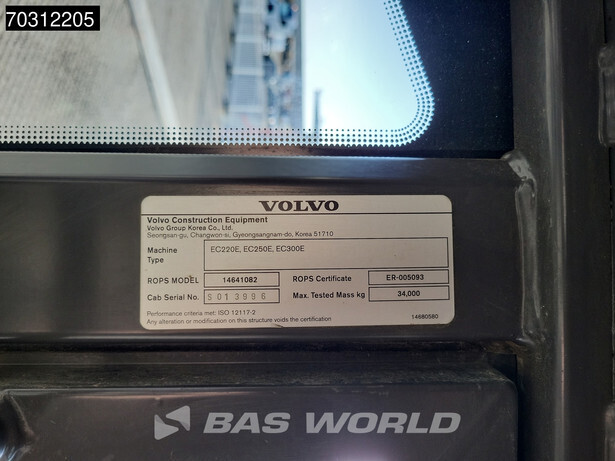 70312205
VOLVO
Volvo Construction Equipment
Volvo Group Korea Co., Ltd.
Seongsan-gu, Changwon-si, Gyeongsangnam-do, Korea 51710
Machine Type EC220E, EC250E, EC300E
ROPS MODEL 14641082 ROPS Certificate ER-005093
Cab Serial No. S013996 Max. Tested Mass kg 34,000
Performance criteria met: ISO 12117-2
Any alteration or modification on this structure voids the certification 14880580
BAS WORLD